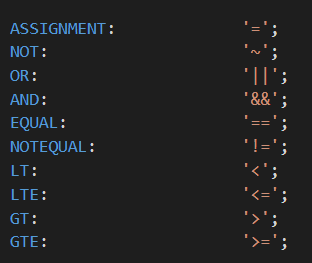 ASSIGNMENT: '=';
NOT: '~';
OR: '||';
AND: '&&';
EQUAL: '==';
NOTEQUAL: '!=';
LT: '<';
LTE: '<=';
GT: '>';
GTE: '>=';